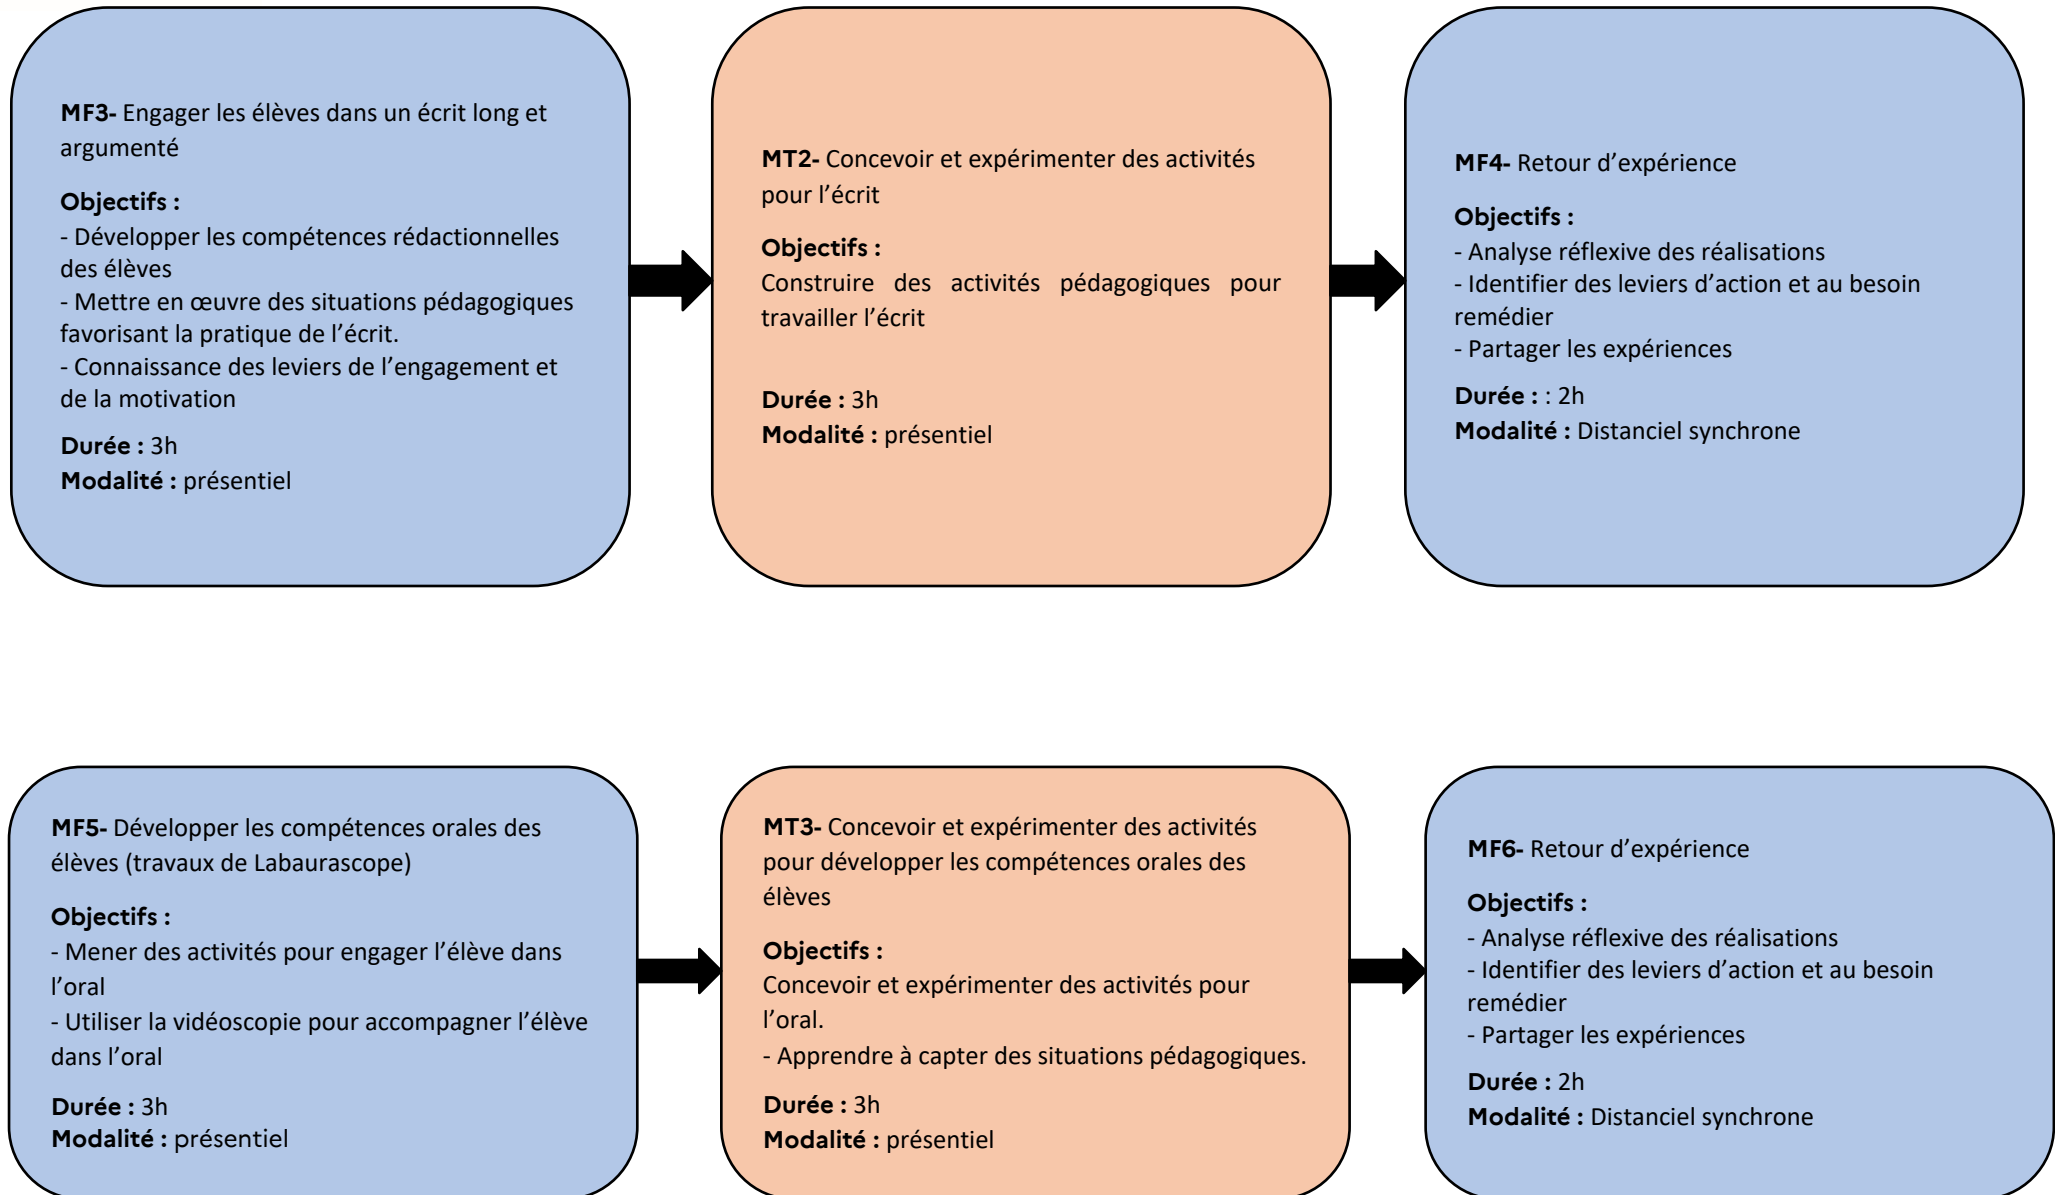 MF3- Engager les élèves dans un écrit long et
argumenté
Objectifs :
- Développer les compétences rédactionnelles
des élèves
- Mettre en œuvre des situations pédagogiques
favorisant la pratique de l’écrit.
- Connaissance des leviers de l’engagement et
de la motivation
Durée : 3h
Modalité : présentiel
MT2- Concevoir et expérimenter des activités
pour l’écrit
Objectifs :
Construire des activités pédagogiques pour
travailler l’écrit
Durée : 3h
Modalité : présentiel
MF4- Retour d’expérience
Objectifs :
- Analyse réflexive des réalisations
- Identifier des leviers d’action et au besoin
remédier
- Partager les expériences
Durée : : 2h
Modalité : Distanciel synchrone
MF5- Développer les compétences orales des
élèves (travaux de Labaurascope)
Objectifs :
- Mener des activités pour engager l’élève dans
l’oral
- Utiliser la vidéoscopie pour accompagner l’élève
dans l’oral
Durée : 3h
Modalité : présentiel
MT3- Concevoir et expérimenter des activités
pour développer les compétences orales des
élèves
Objectifs :
Concevoir et expérimenter des activités pour
l’oral.
- Apprendre à capter des situations pédagogiques.
Durée : 3h
Modalité : présentiel
MF6- Retour d’expérience
Objectifs :
- Analyse réflexive des réalisations
- Identifier des leviers d’action et au besoin
remédier
- Partager les expériences
Durée : 2h
Modalité : Distanciel synchrone